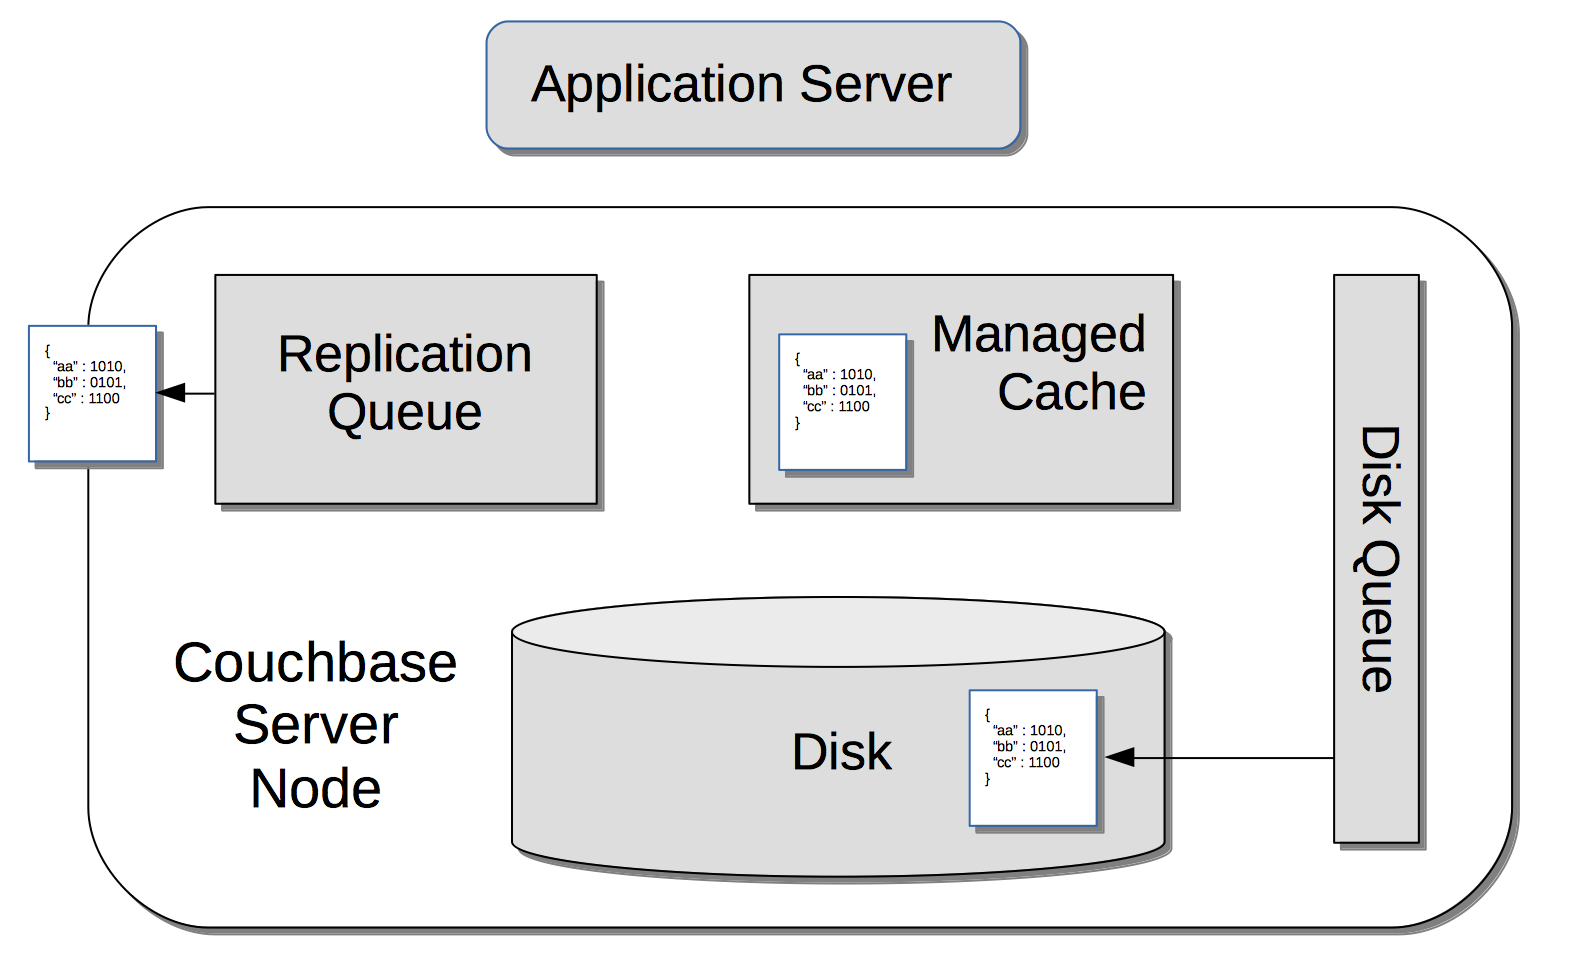 Application Server
{
“aa” : 1010,
“bb” : 0101,
“cc” : 1100
}
Replication
Queue
{
“aa” : 1010,
“bb” : 0101,
“cc” : 1100
}
Managed
Cache
Disk Queue
Couchbase
Server
Node
Disk
{
“aa” : 1010,
“bb” : 0101,
“cc” : 1100
}